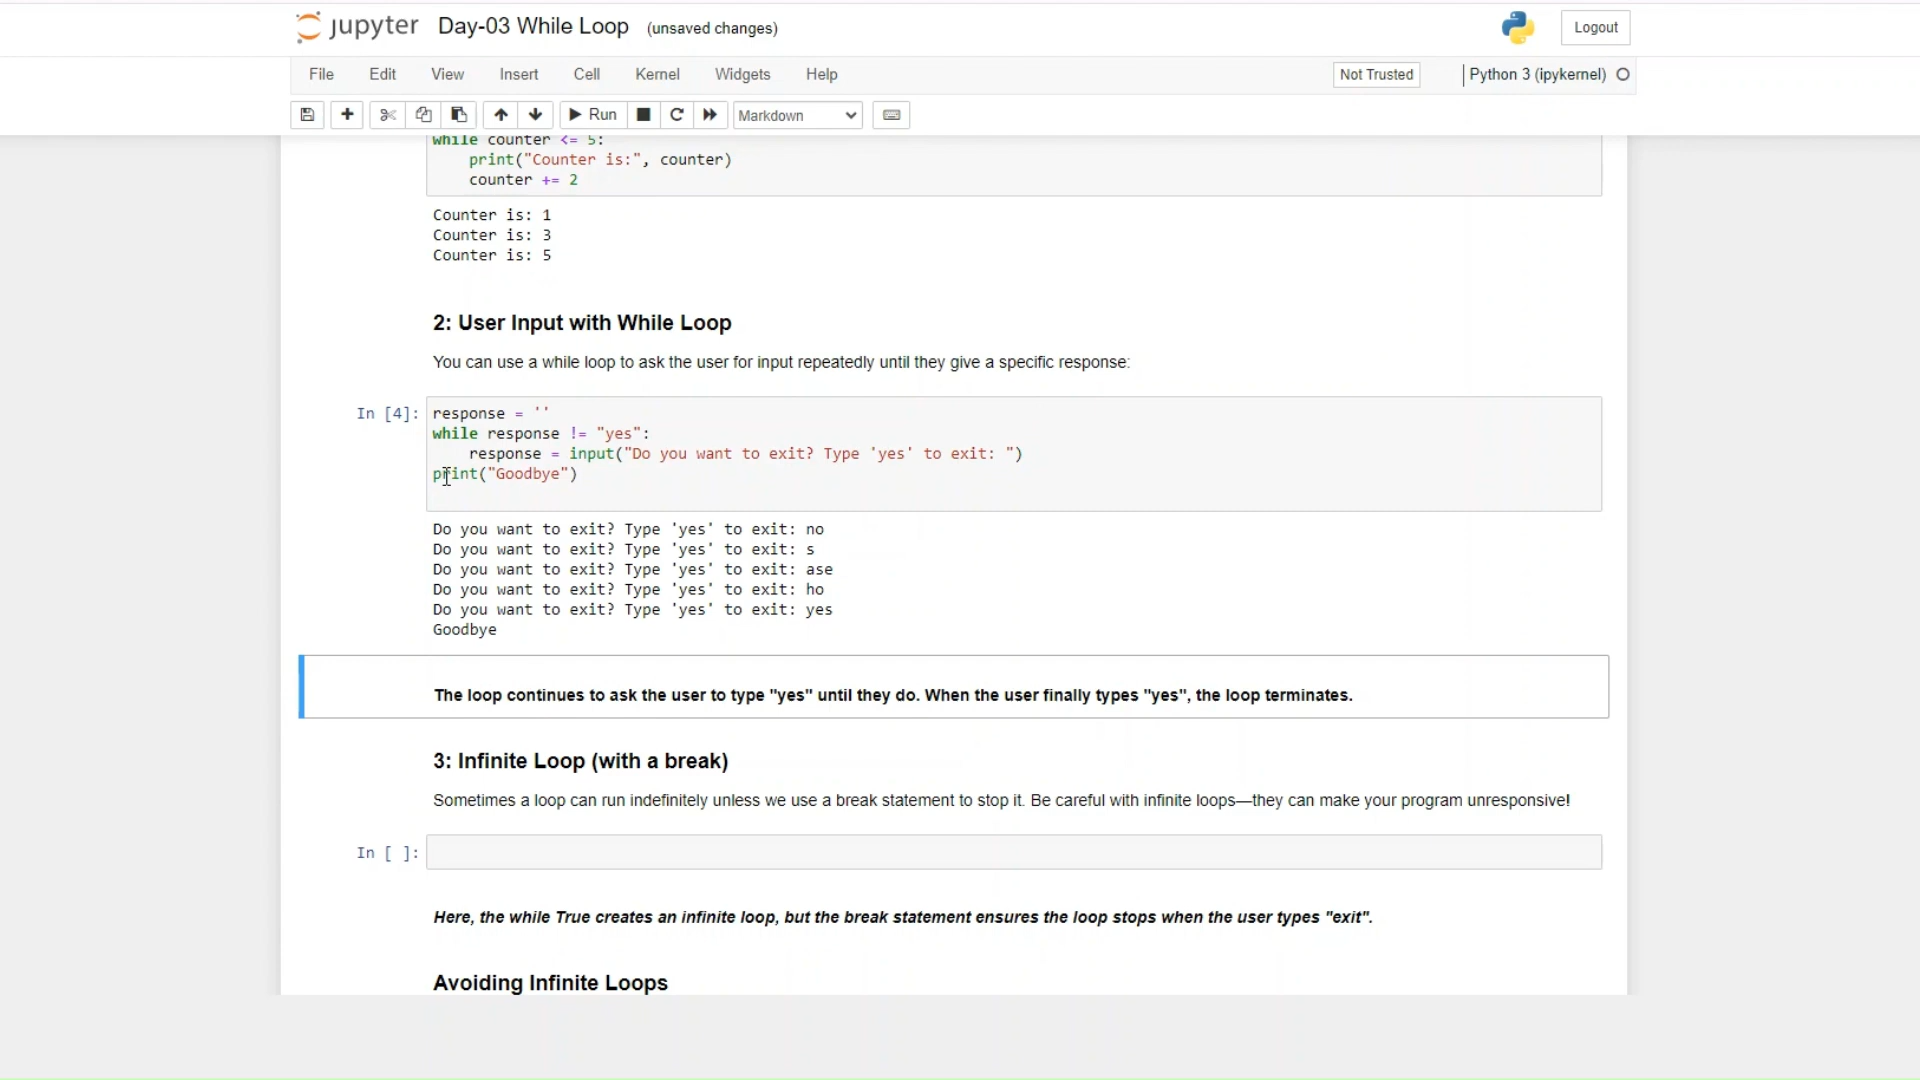 jupyter Day-03 While Loop (unsaved changes) Logout
File Edit View Insert Cell Kernel Widgets Help Not Trusted Python 3 (ipykernel)
Run Markdown
while counter <= 5:
    print("Counter is:", counter)
    counter += 2
Counter is: 1
Counter is: 3
Counter is: 5
2: User Input with While Loop
You can use a while loop to ask the user for input repeatedly until they give a specific response:
In [4]: response = ''
while response != "yes":
    response = input("Do you want to exit? Type 'yes' to exit: ")
print("Goodbye")
Do you want to exit? Type 'yes' to exit: no
Do you want to exit? Type 'yes' to exit: s
Do you want to exit? Type 'yes' to exit: ase
Do you want to exit? Type 'yes' to exit: ho
Do you want to exit? Type 'yes' to exit: yes
Goodbye
The loop continues to ask the user to type "yes" until they do. When the user finally types "yes", the loop terminates.
3: Infinite Loop (with a break)
Sometimes a loop can run indefinitely unless we use a break statement to stop it. Be careful with infinite loops—they can make your program unresponsive!
In [ ]:
Here, the while True creates an infinite loop, but the break statement ensures the loop stops when the user types "exit".
Avoiding Infinite Loops